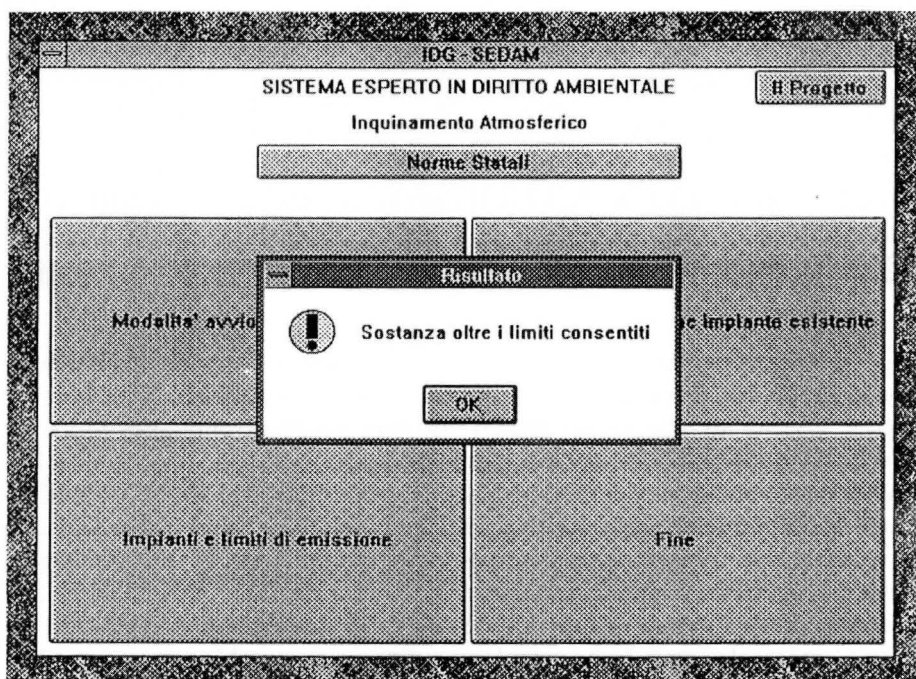 IDG - SEDAM
SISTEMA ESPERTO IN DIRITTO AMBIENTALE
Il Progetto
Inquinamento Atmosferico
Norme Statali
Risultato
Modalita' avvio
Sostanza oltre i limiti consentiti
ne impianto esistente
OK
Impianti e limiti di emissione
Fine